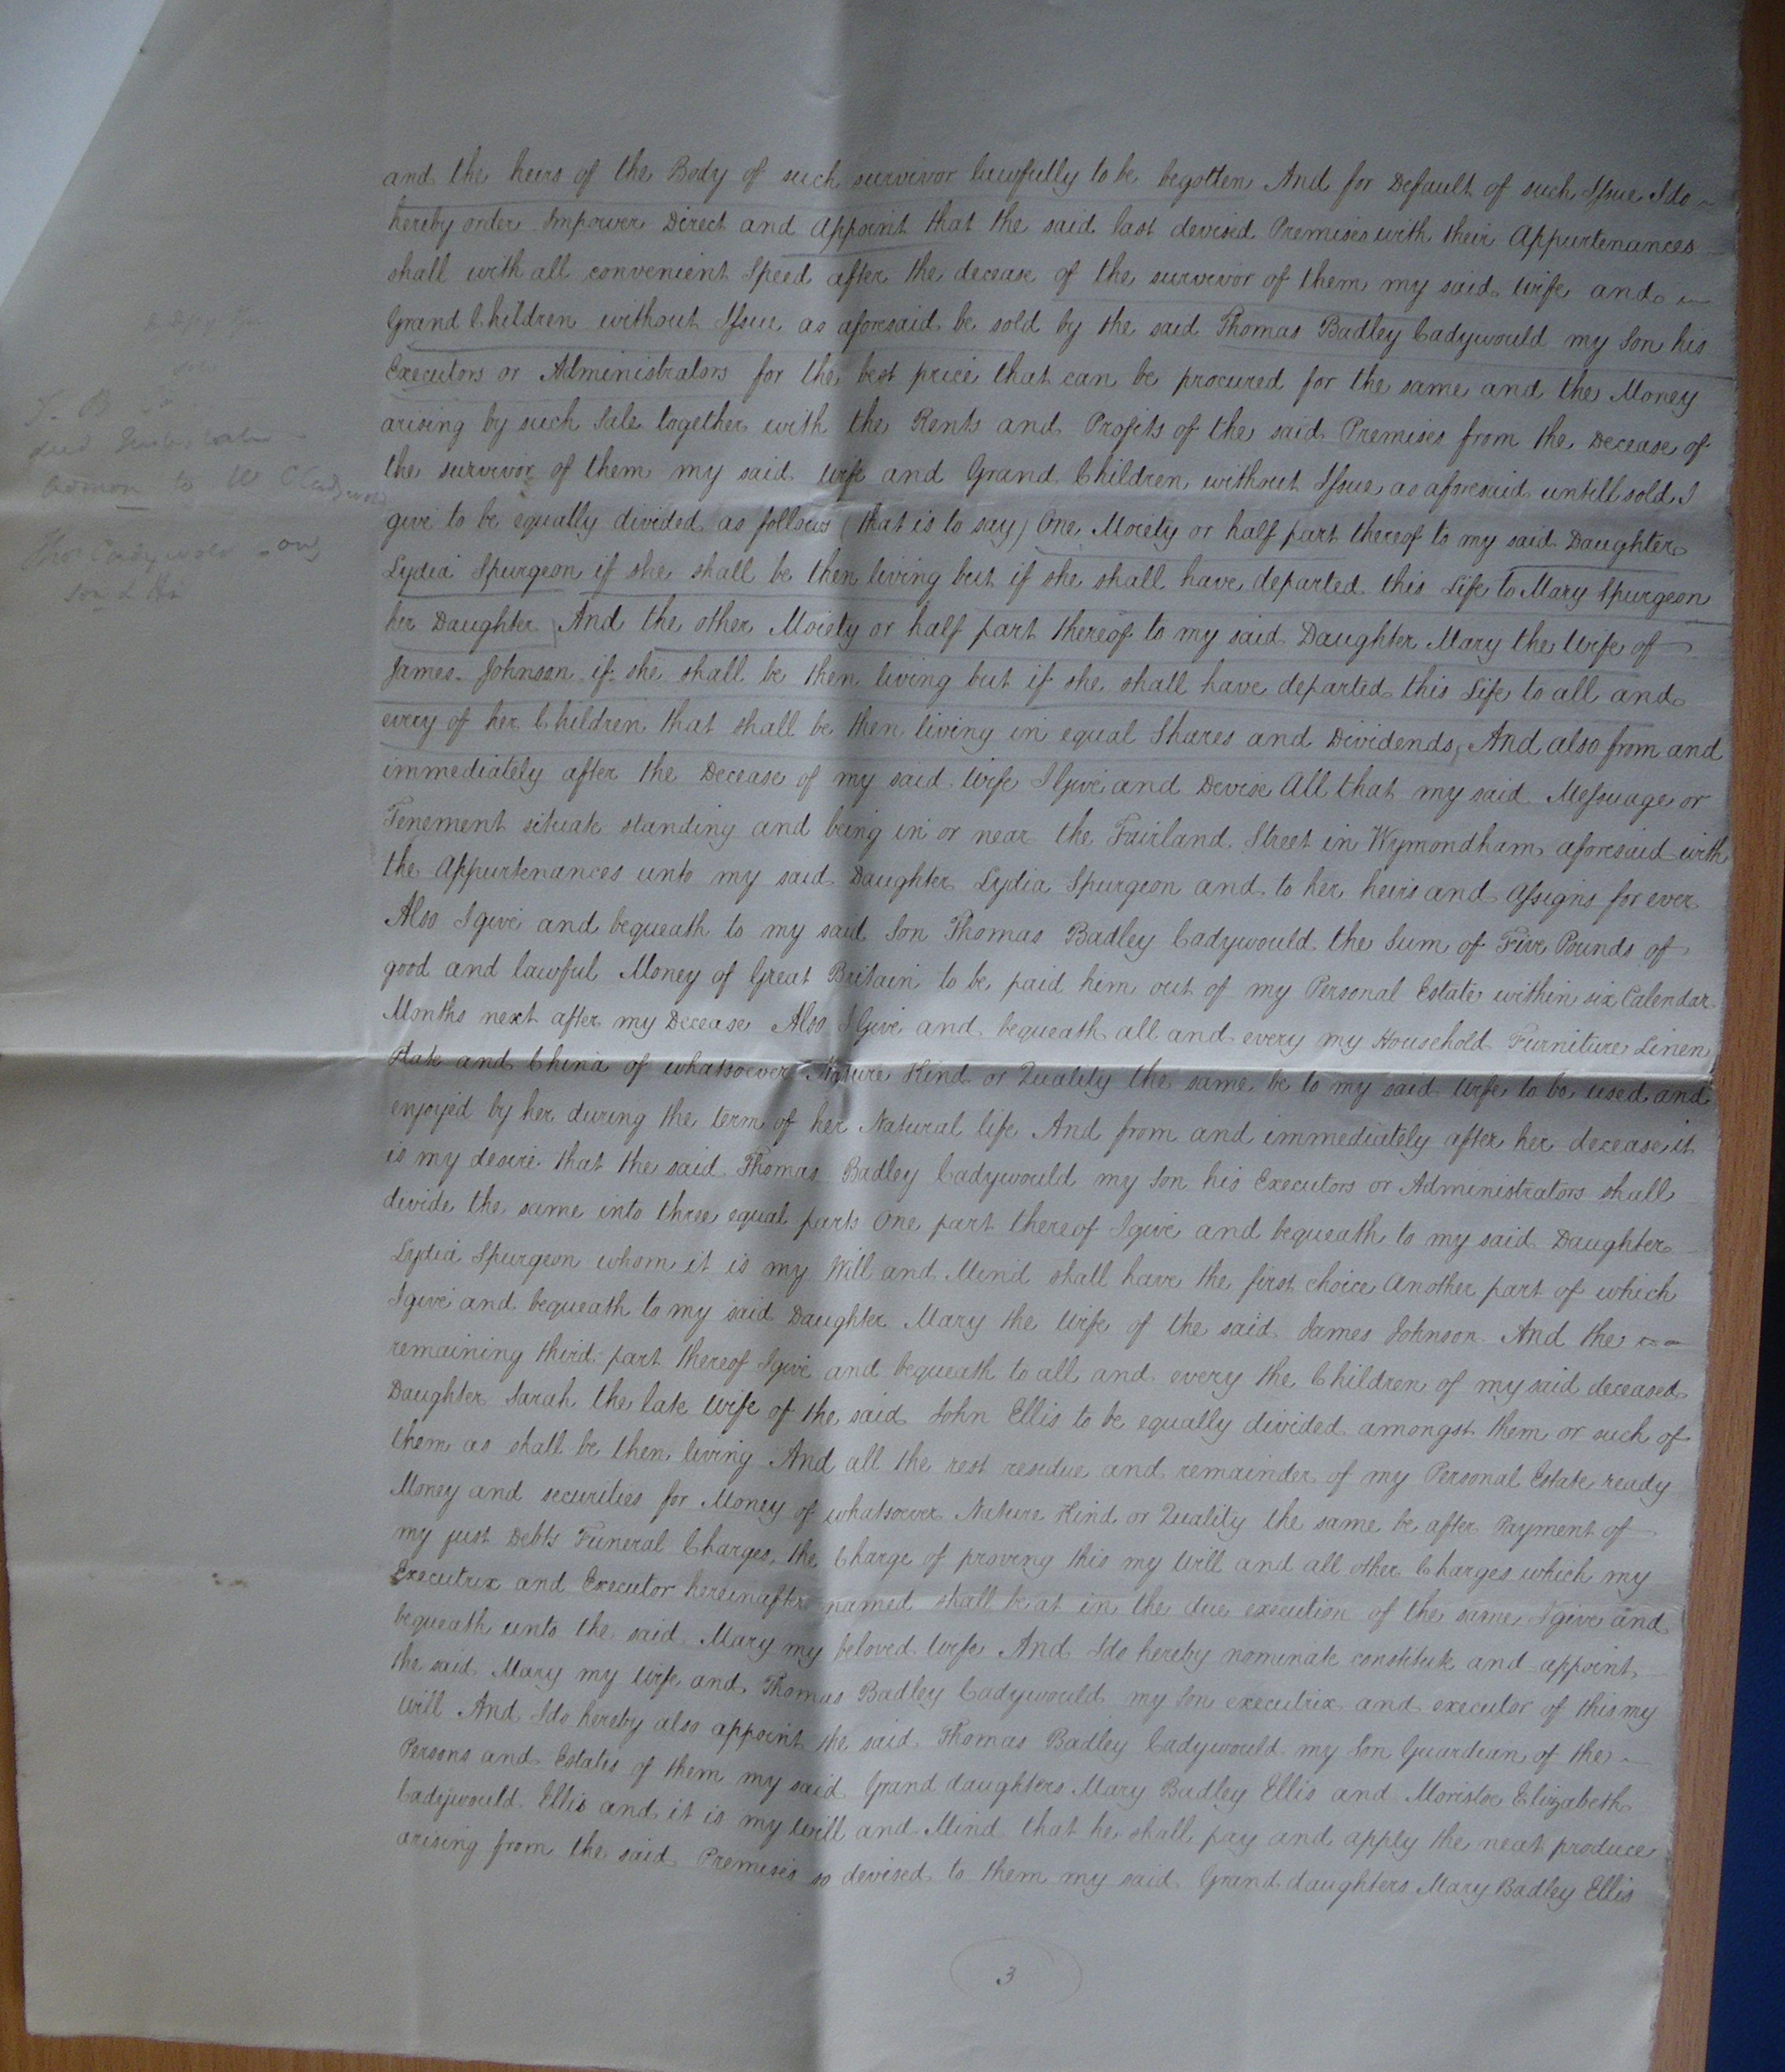 and the heirs of the Body of such survivor lawfully to be begotten And for Default of such Issue I do
hereby order Impower Direct and Appoint that the said last devised Premises with their Appurtenances
shall with all convenient Speed after the decease of the survivor of them my said Wife and
Grand Children without Issue as aforesaid be sold by the said Thomas Badley Cadywould my Son his
Executors or Administrators for the best price that can be procured for the same and the Money
arising by such Sale together with the Rents and Profits of the said Premises from the Decease of
the survivor of them my said Wife and Grand Children without Issue as aforesaid untill sold I
give to be equally divided as follows (that is to say) One Moiety or half part thereof to my said Daughter
Lydia Spurgeon if she shall be then living but if she shall have departed this Life to Mary Spurgeon
her Daughter And the other Moiety or half part thereof to my said Daughter Mary the Wife of
James Johnson if she shall be then living but if she shall have departed this Life to all and
every of her Children that shall be then living in equal Shares and Dividends, And also from and
immediately after the Decease of my said Wife I Give and Devise All that my said Messuage or
Tenement situate standing and being in or near the Fairland Street in Wymondham aforesaid with
the Appurtenances unto my said Daughter Lydia Spurgeon and to her heirs and Assigns for ever
Also I give and bequeath to my said Son Thomas Badley Cadywould the Sum of Five Pounds of
good and lawful Money of Great Britain to be paid him out of my Personal Estate within six Calendar
Months next after my Decease Also I Give and bequeath all and every my Household Furniture Linen
Plate and China of whatsoever Nature Kind or Quality the same be to my said Wife to be used and
enjoyed by her during the term of her Natural life And from and immediately after her decease it
is my desire that the said Thomas Badley Cadywould my Son his Executors or Administrators shall
divide the same into three equal parts One part thereof I give and bequeath to my said Daughter
Lydia Spurgeon whom it is my Will and Mind shall have the first choice Another part of which
I give and bequeath to my said Daughter Mary the Wife of the said James Johnson And the
remaining third part thereof I give and bequeath to all and every the Children of my said deceased
Daughter Sarah the late Wife of the said John Ellis to be equally divided amongst them or such of
them as shall be then living And all the rest residue and remainder of my Personal Estate ready
Money and securities for Money of whatsoever Nature Kind or Quality the same be after Payment of
my just Debts Funeral Charges, the Charge of proving this my Will and all other Charges which my
Executrix and Executor hereinafter named shall be at in the due execution of the same I give and
bequeath unto the said Mary my beloved Wife And I do hereby nominate constitute and appoint
the said Mary my Wife and Thomas Badley Cadywould my Son executrix and executor of this my
Will And I do hereby also appoint the said Thomas Badley Cadywould my Son Guardian of the
Persons and Estates of them my said Grand daughters Mary Badley Ellis and Elizabeth
Cadywould Ellis and it is my Will and Mind that he shall pay and apply the neat produce
arising from the said Premises so devised to them my said Grand daughters Mary Badley Ellis
3